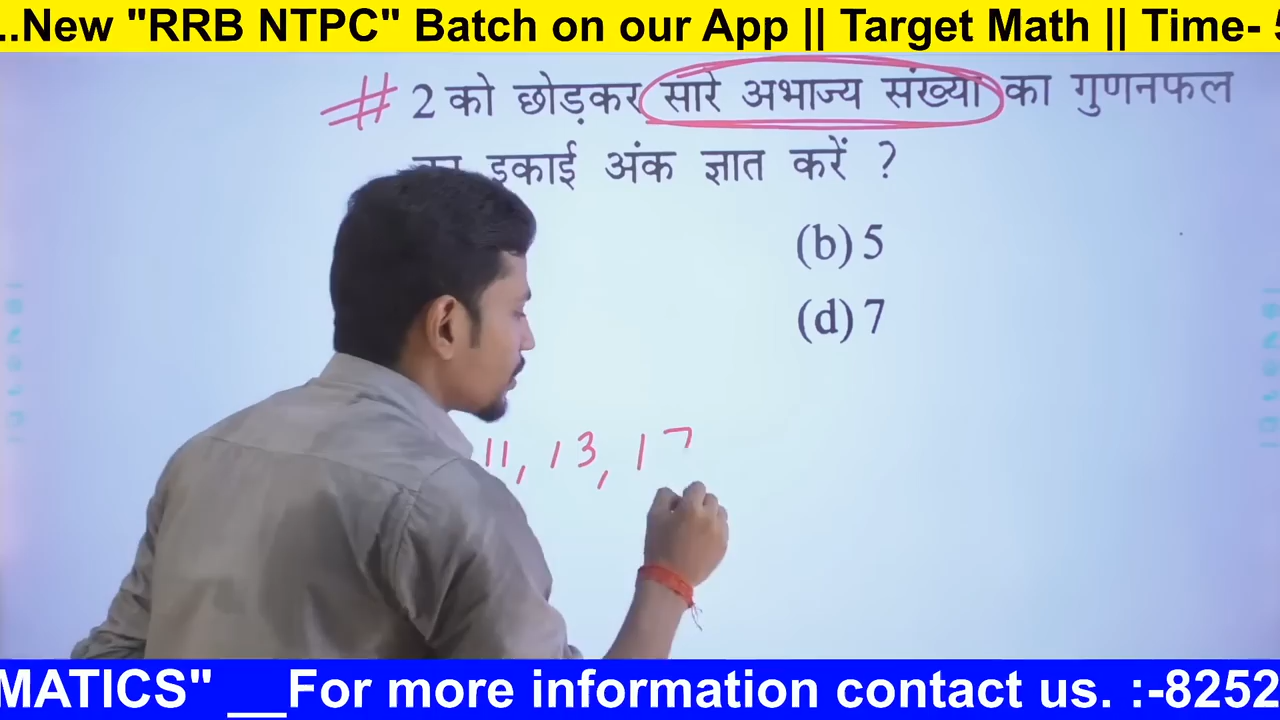 ..New "RRB NTPC" Batch on our App || Target Math || Time- 5
# 2 को छोड़कर सारे अभाज्य संख्या का गुणनफल
का इकाई अंक ज्ञात करें ?
(b) 5
(d) 7
11, 13, 17
MATICS" __For more information contact us. :-8252